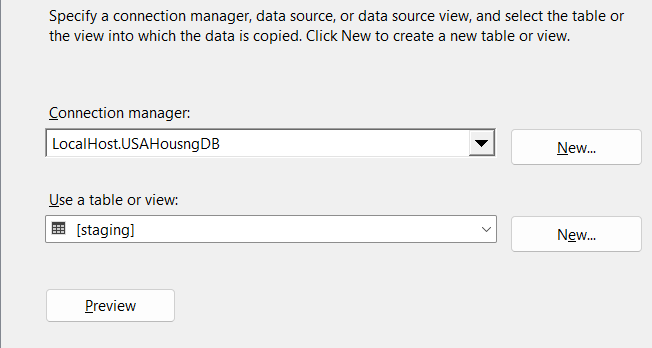 Specify a connection manager, data source, or data source view, and select the table or
the view into which the data is copied. Click New to create a new table or view.
Connection manager:
LocalHost.USAHousngDB
New...
Use a table or view:
[staging]
New...
Preview